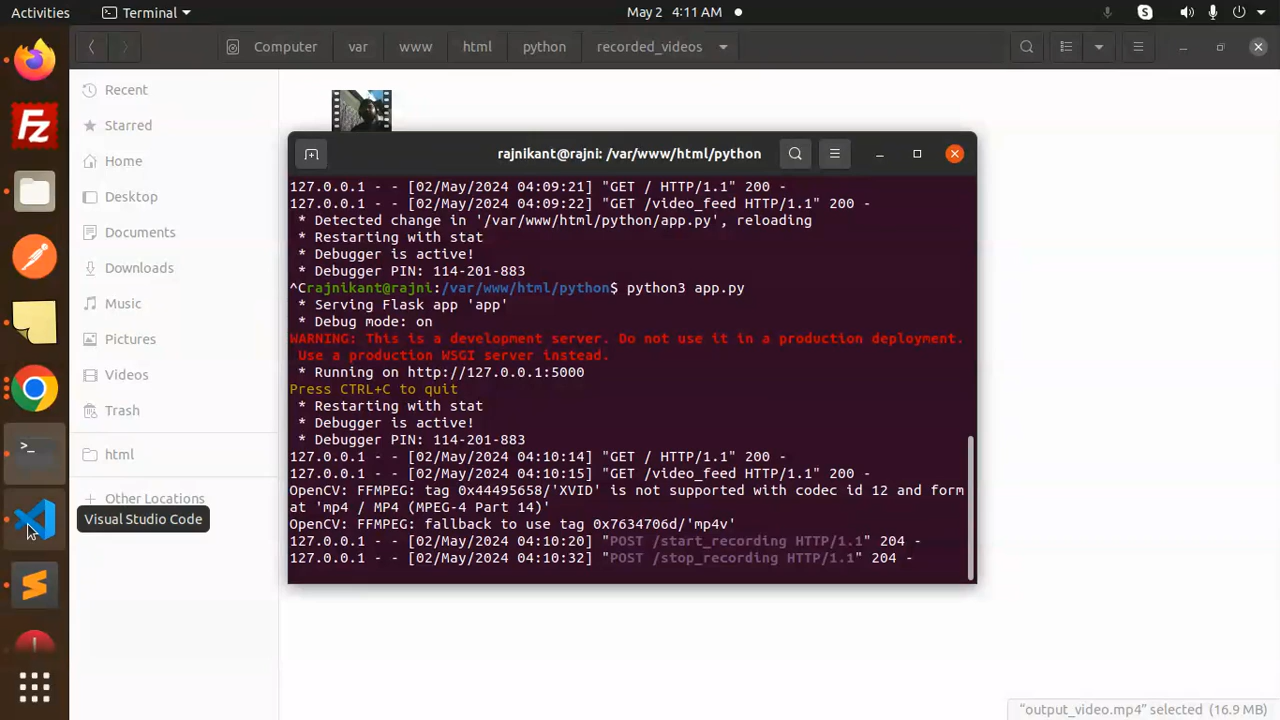 Activities
Terminal
May 2 4:11 AM
Computer
var
www
html
python
recorded_videos
Recent
Starred
Home
Desktop
Documents
Downloads
Music
Pictures
Videos
Trash
html
Other Locations
Visual Studio Code
rajnikant@rajni: /var/www/html/python
127.0.0.1 - - [02/May/2024 04:09:21] "GET / HTTP/1.1" 200 -
127.0.0.1 - - [02/May/2024 04:09:22] "GET /video_feed HTTP/1.1" 200 -
* Detected change in '/var/www/html/python/app.py', reloading
* Restarting with stat
* Debugger is active!
* Debugger PIN: 114-201-883
^Crajnikant@rajni:/var/www/html/python$ python3 app.py
* Serving Flask app 'app'
* Debug mode: on
WARNING: This is a development server. Do not use it in a production deployment.
Use a production WSGI server instead.
* Running on http://127.0.0.1:5000
Press CTRL+C to quit
* Restarting with stat
* Debugger is active!
* Debugger PIN: 114-201-883
127.0.0.1 - - [02/May/2024 04:10:14] "GET / HTTP/1.1" 200 -
127.0.0.1 - - [02/May/2024 04:10:15] "GET /video_feed HTTP/1.1" 200 -
OpenCV: FFMPEG: tag 0x44495658/'XVID' is not supported with codec id 12 and form
at 'mp4 / MP4 (MPEG-4 Part 14)'
OpenCV: FFMPEG: fallback to use tag 0x7634706d/'mp4v'
127.0.0.1 - - [02/May/2024 04:10:20] "POST /start_recording HTTP/1.1" 204 -
127.0.0.1 - - [02/May/2024 04:10:32] "POST /stop_recording HTTP/1.1" 204 -
"output_video.mp4" selected (16.9 MB)